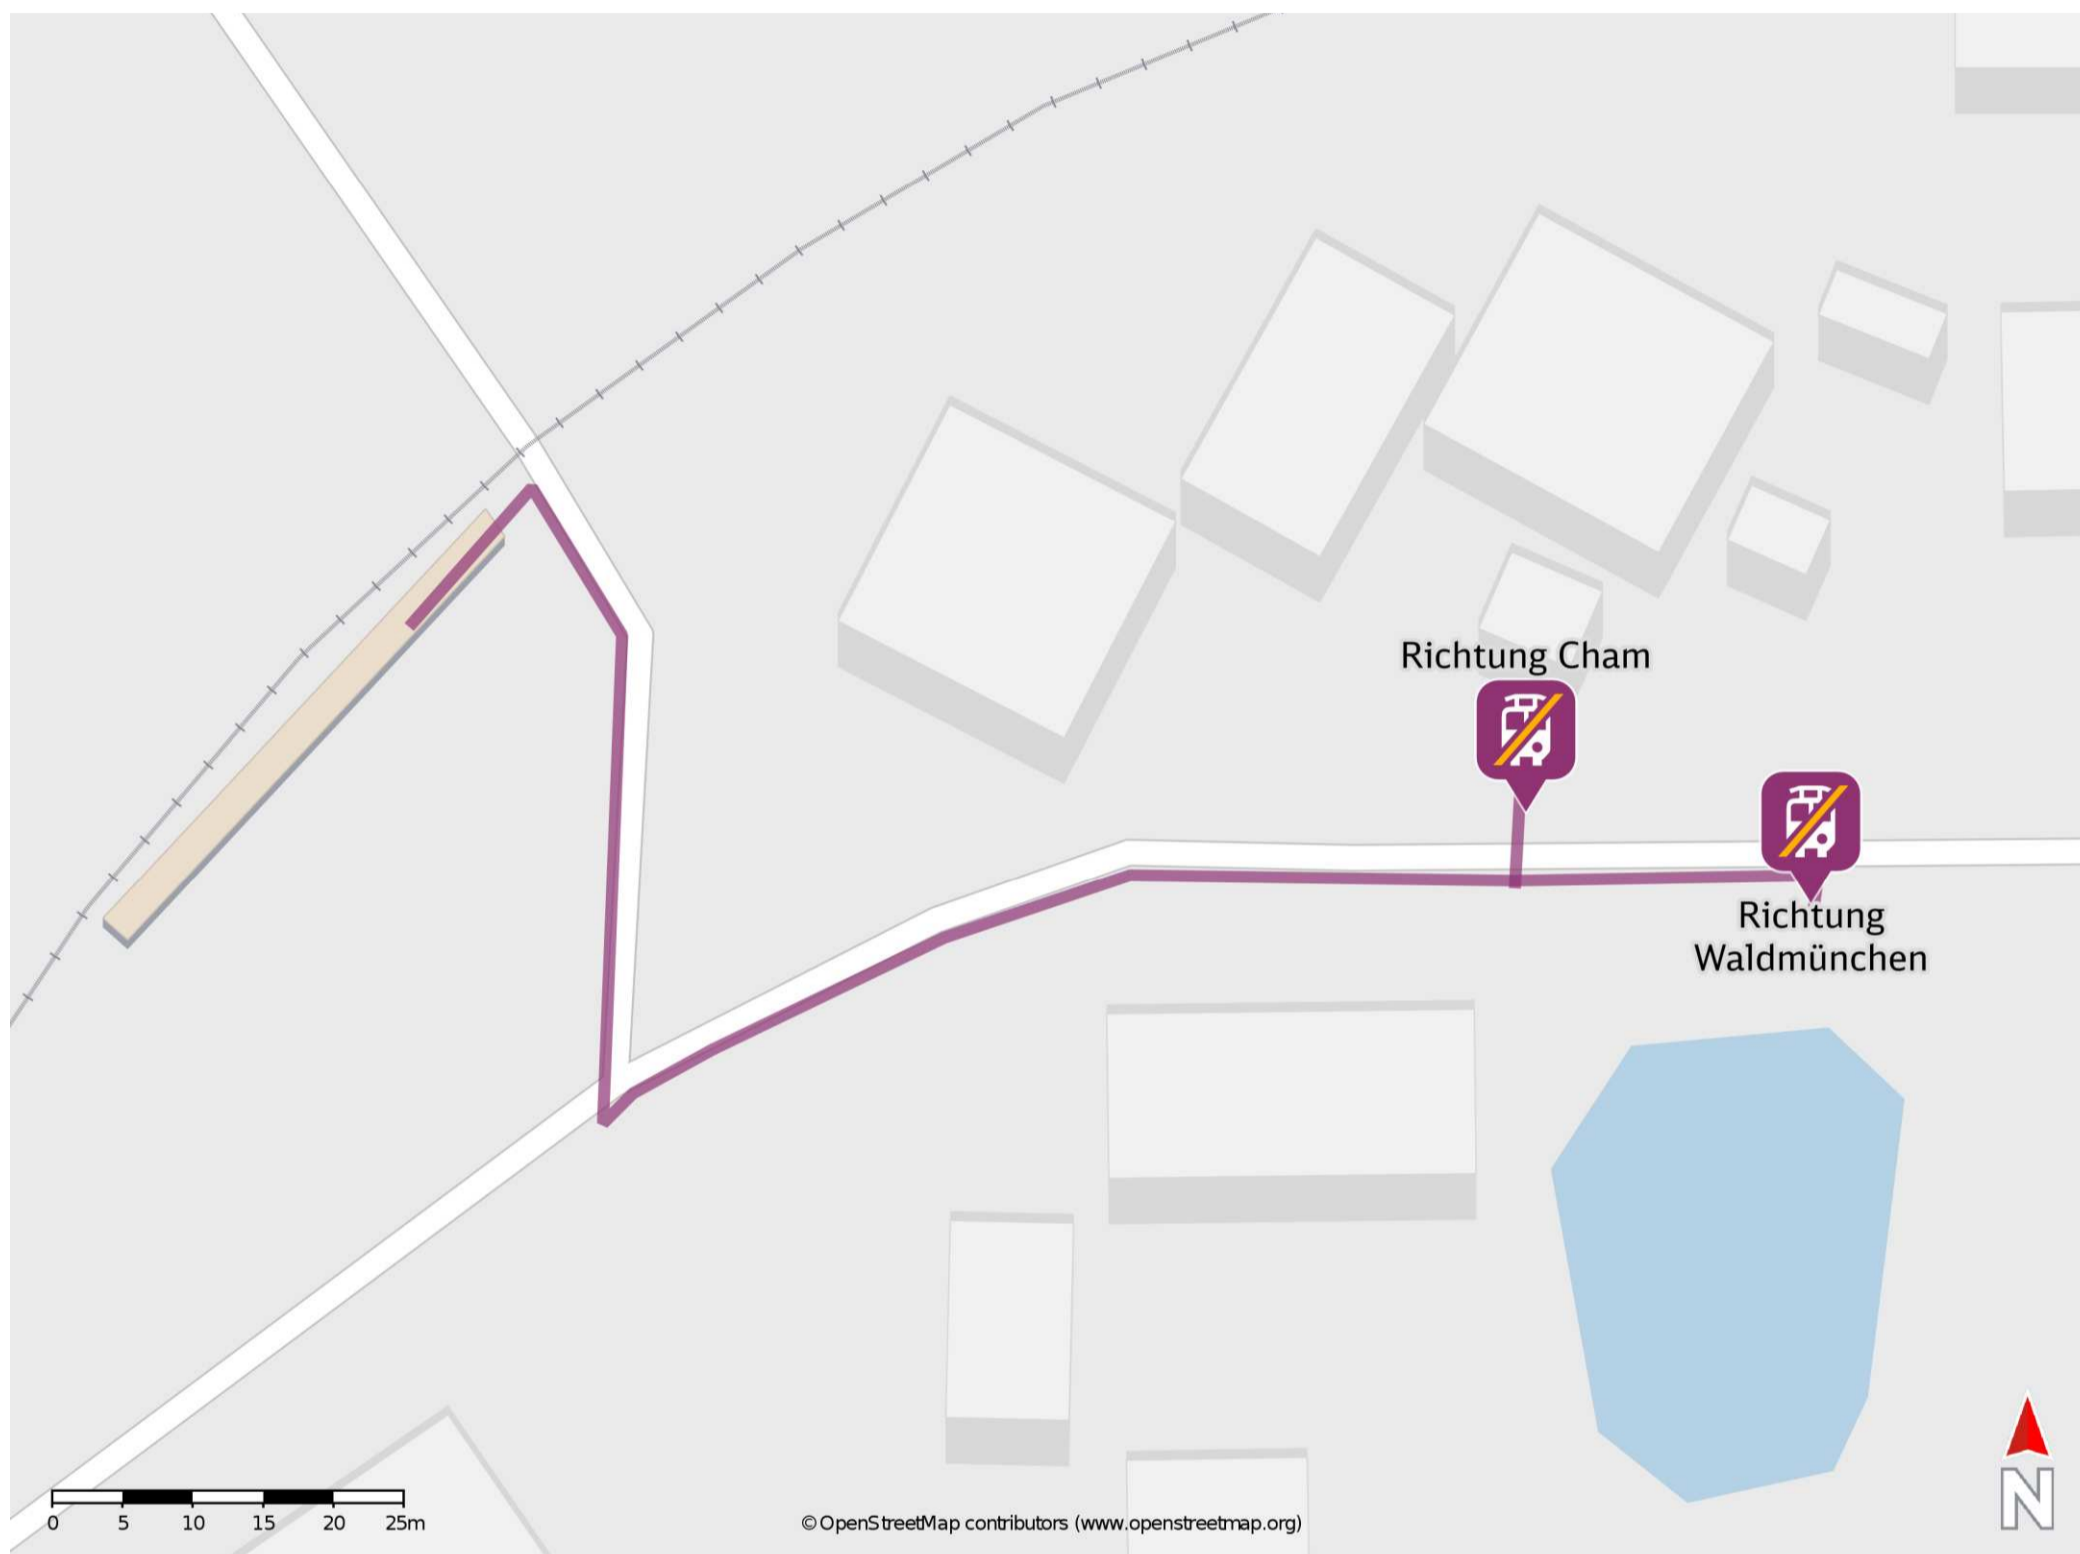 Richtung Cham
Richtung
Waldmünchen
0 5 10 15 20 25m
© OpenStreetMap contributors (www.openstreetmap.org)
N